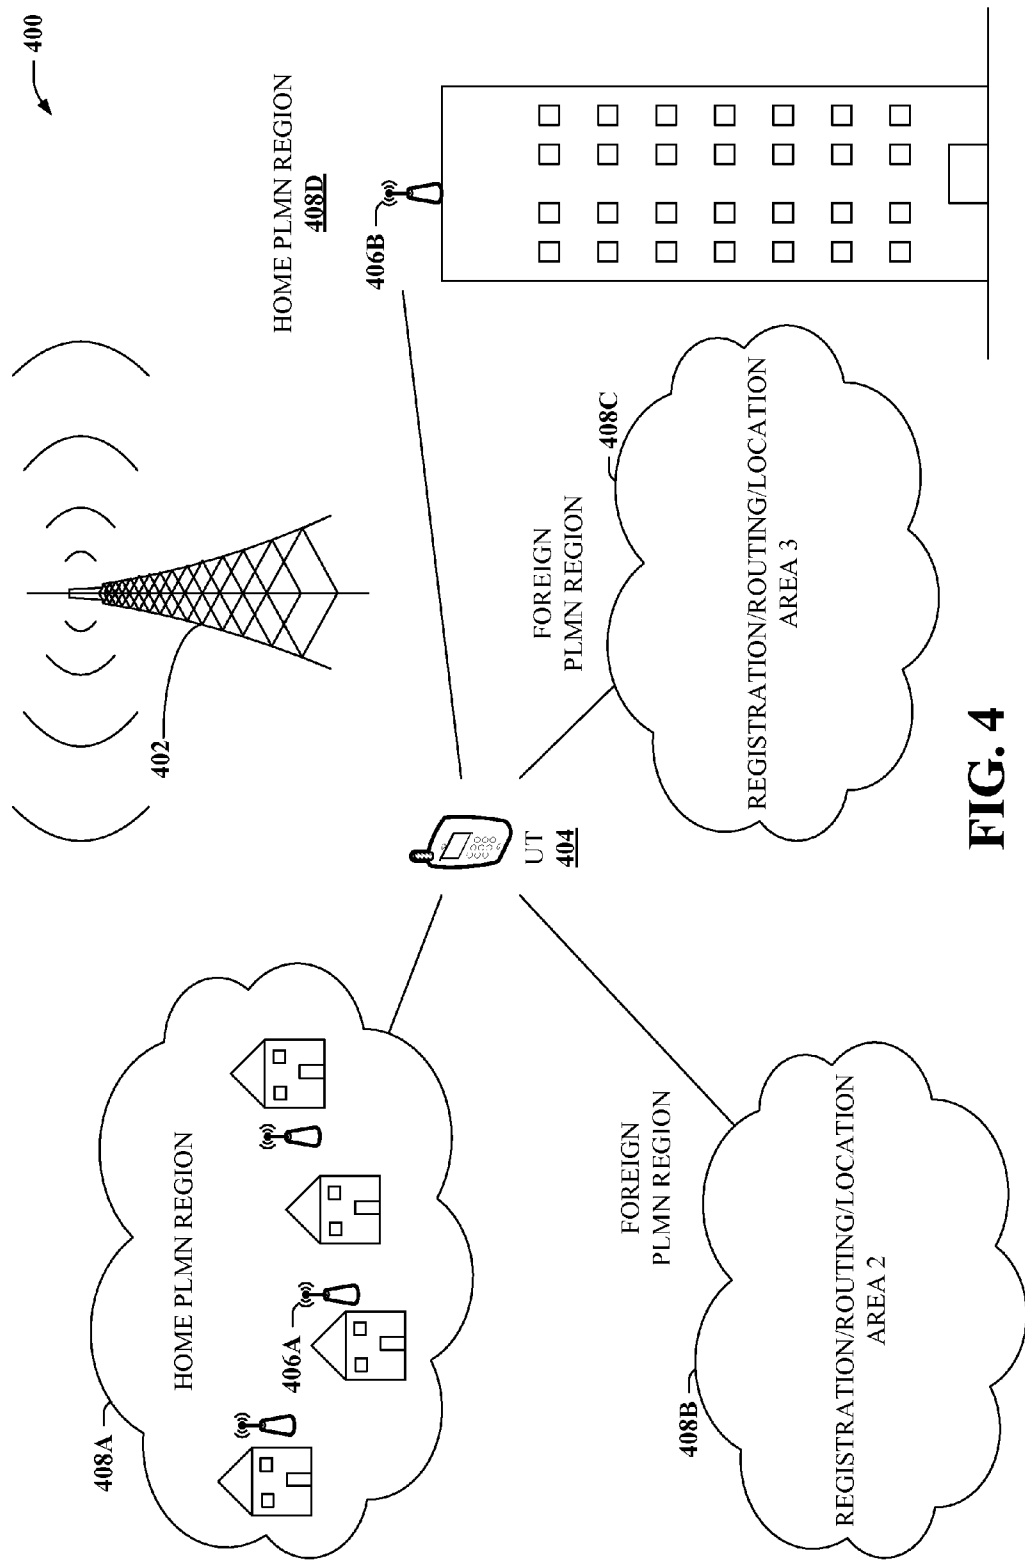 400
HOME PLMN REGION
408D
406B
402
408A
HOME PLMN REGION
406A
UT
404
FOREIGN
PLMN REGION
408C
REGISTRATION/ROUTING/LOCATION
AREA 3
FOREIGN
PLMN REGION
408B
REGISTRATION/ROUTING/LOCATION
AREA 2
FIG. 4